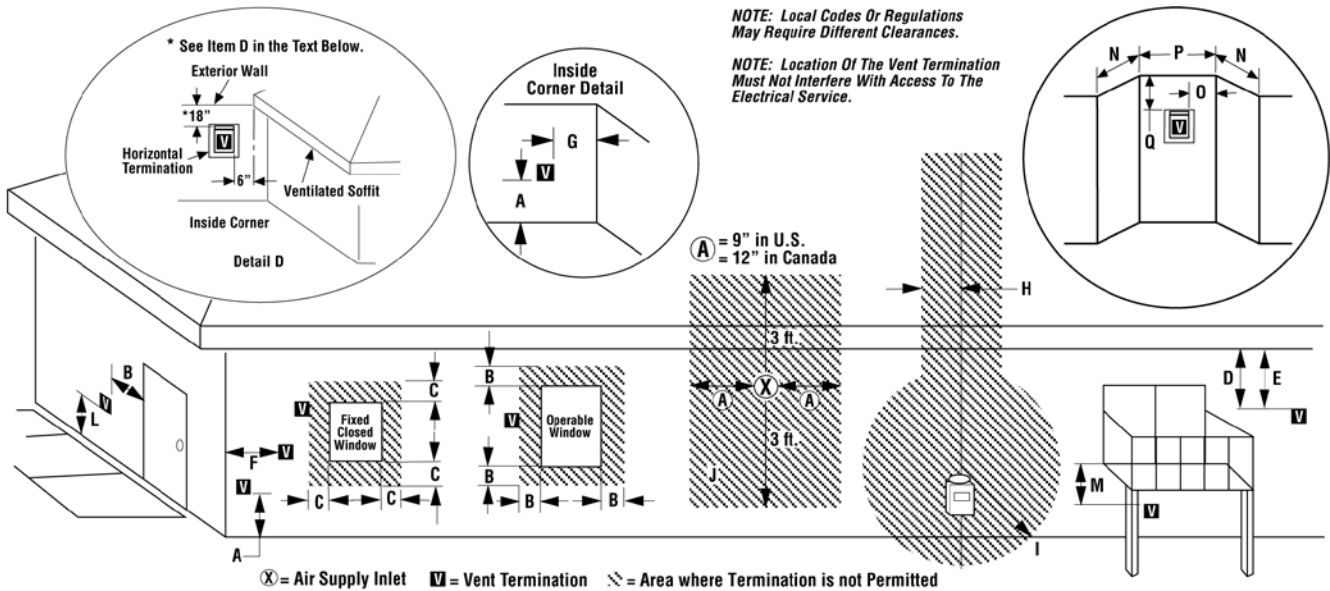 * See Item D in the Text Below.
Exterior Wall
*18"
V
Horizontal
Termination
6"
Ventilated Soffit
Inside Corner
Detail D
Inside
Corner Detail
G
V
A
NOTE: Local Codes Or Regulations
May Require Different Clearances.
NOTE: Location Of The Vent Termination
Must Not Interfere With Access To The
Electrical Service.
N P N
O
Q
V
A = 9" in U.S.
= 12" in Canada
H
3 ft.
A X A
3 ft.
J
I
B
V
L
F
V
V
A
C
V
Fixed
Closed
Window
C
C C
B
V
Operable
Window
B
B B
D E
V
M
V
X = Air Supply Inlet V = Vent Termination = Area where Termination is not Permitted